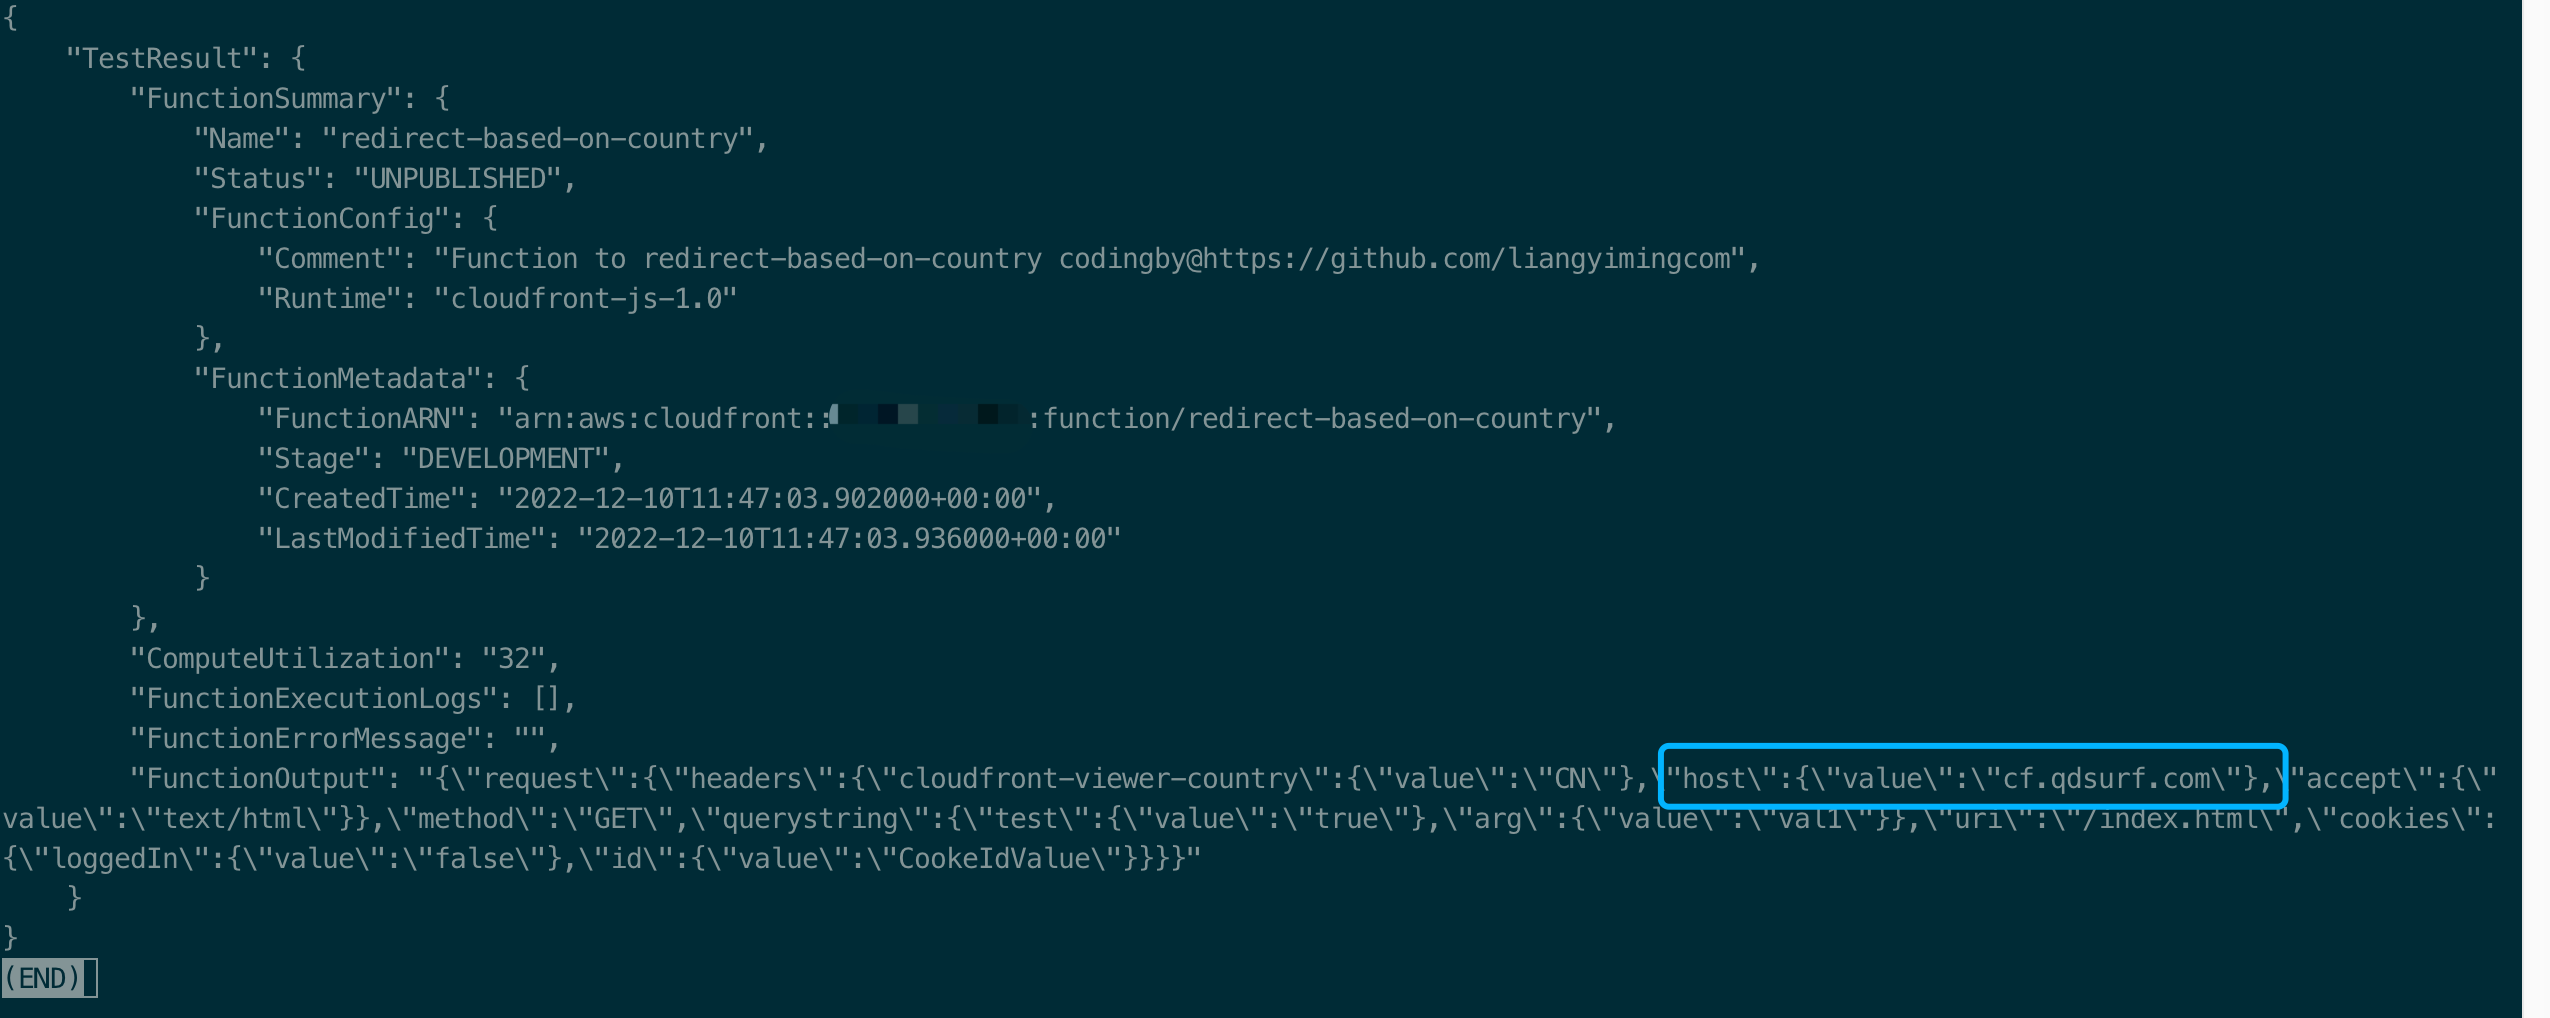 {
    "TestResult": {
        "FunctionSummary": {
            "Name": "redirect-based-on-country",
            "Status": "UNPUBLISHED",
            "FunctionConfig": {
                "Comment": "Function to redirect-based-on-country codingby@https://github.com/liangyimingcom",
                "Runtime": "cloudfront-js-1.0"
            },
            "FunctionMetadata": {
                "FunctionARN": "arn:aws:cloudfront:: :function/redirect-based-on-country",
                "Stage": "DEVELOPMENT",
                "CreatedTime": "2022-12-10T11:47:03.902000+00:00",
                "LastModifiedTime": "2022-12-10T11:47:03.936000+00:00"
            }
        },
        "ComputeUtilization": "32",
        "FunctionExecutionLogs": [],
        "FunctionErrorMessage": "",
        "FunctionOutput": "{\"request\":{\"headers\":{\"cloudfront-viewer-country\":{\"value\":\"CN\"},\"host\":{\"value\":\"cf.qdsurf.com\"},\"accept\":{\"
value\":\"text/html\"}},\"method\":\"GET\",\"querystring\":{\"test\":{\"value\":\"true\"},\"arg\":{\"value\":\"val1\"}},\"uri\":\"/index.html\",\"cookies\":
{\"loggedIn\":{\"value\":\"false\"},\"id\":{\"value\":\"CookeIdValue\"}}}}"
    }
}
(END)